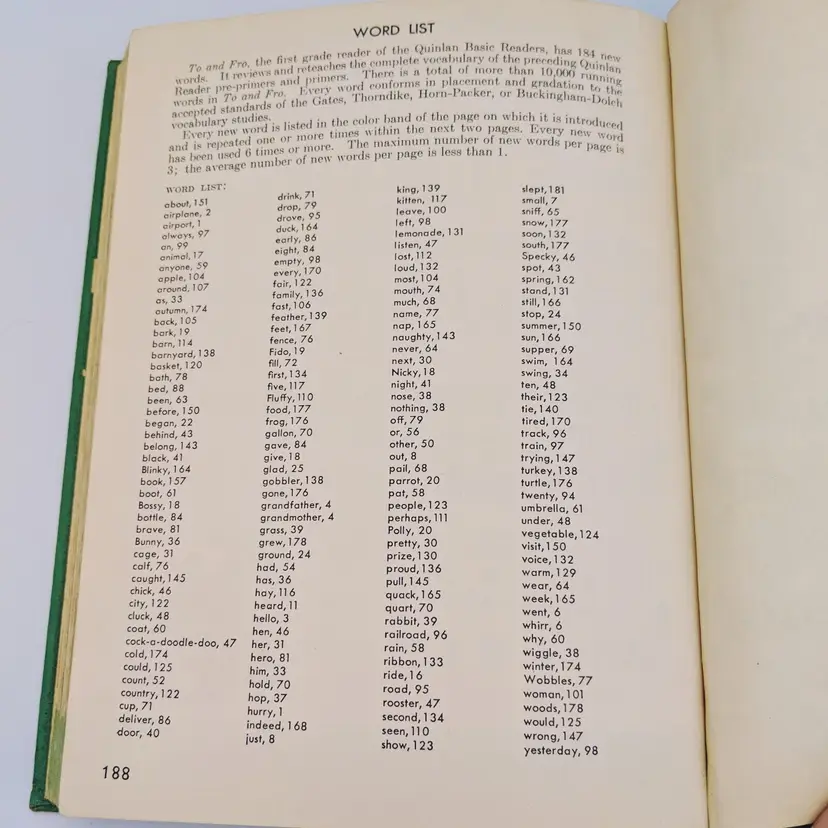 WORD LIST
To and Fro, the first grade reader of the Quinlan Basic Readers, has 184 new
words. It reviews and reteaches the complete vocabulary of the preceding Quinlan
Reader pre-primers and primers. There is a total of more than 10,000 running
words in To and Fro. Every word conforms in placement and gradation to the
accepted standards of the Gates, Thorndike, Horn-Packer, or Buckingham-Dolch
vocabulary studies.
Every new word is listed in the color band of the page on which it is introduced
and is repeated one or more times within the next two pages. Every new word
has been used 6 times or more. The maximum number of new words per page is
3; the average number of new words per page is less than 1.
WORD LIST:
about, 151
airplane, 2
airport, 1
always, 97
an, 99
animal, 17
anyone, 59
apple, 104
around, 107
as, 33
autumn, 174
back, 105
bark, 19
barn, 114
barnyard, 138
basket, 120
bath, 78
bed, 88
been, 63
before, 150
began, 22
behind, 43
belong, 143
black, 41
Blinky, 164
book, 157
boot, 61
Bossy, 18
bottle, 84
brave, 81
Bunny, 36
cage, 31
calf, 76
caught, 145
chick, 46
city, 122
cluck, 48
coat, 60
cock-a-doodle-doo, 47
cold, 174
could, 125
count, 52
country, 122
cup, 71
deliver, 86
door, 40
drink, 71
drop, 79
drove, 95
duck, 164
early, 86
eight, 84
empty, 98
every, 170
fair, 122
family, 136
fast, 106
feather, 139
feet, 167
fence, 76
Fido, 19
fill, 72
first, 134
five, 117
Fluffy, 110
food, 177
frog, 176
gallon, 70
gave, 84
give, 18
glad, 25
gobbler, 138
gone, 176
grandfather, 4
grandmother, 4
grass, 39
grew, 178
ground, 24
had, 54
has, 36
hay, 116
heard, 11
hello, 3
hen, 46
her, 31
hero, 81
him, 33
hold, 70
hop, 37
hurry, 1
indeed, 168
just, 8
king, 139
kitten, 117
leave, 100
left, 98
lemonade, 131
listen, 47
lost, 112
loud, 132
most, 104
mouth, 74
much, 68
name, 77
nap, 165
naughty, 143
never, 64
next, 30
Nicky, 18
night, 41
nose, 38
nothing, 38
off, 79
or, 56
other, 50
out, 8
pail, 68
parrot, 20
pat, 58
people, 123
perhaps, 111
Polly, 20
pretty, 30
prize, 130
proud, 136
pull, 145
quack, 165
quart, 70
rabbit, 39
railroad, 96
rain, 58
ribbon, 133
ride, 16
road, 95
rooster, 47
second, 134
seen, 110
show, 123
slept, 181
small, 7
sniff, 65
snow, 177
soon, 132
south, 177
Specky, 46
spot, 43
spring, 162
stand, 131
still, 166
stop, 24
summer, 150
sun, 166
supper, 69
swim, 164
swing, 34
ten, 48
their, 123
tie, 140
tired, 170
track, 96
train, 97
trying, 147
turkey, 138
turtle, 176
twenty, 94
umbrella, 61
under, 48
vegetable, 124
visit, 150
voice, 132
warm, 129
wear, 64
week, 165
went, 6
whirr, 6
why, 60
wiggle, 38
winter, 174
Wobbles, 77
woman, 101
woods, 178
would, 125
wrong, 147
yesterday, 98
188